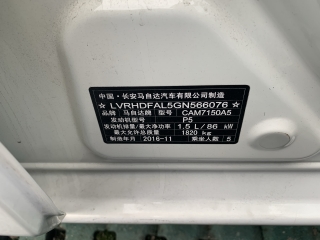 中国·长安马自达汽车有限公司制造
★LVRHDFAL5GN566076★
品牌 马自达牌 型号 CAM7150A5
发动机型号 P5
发动机排量/最大净功率 1.5 L/86 kW
最大允许总质量 1820 kg
制造年月 2016-11 乘坐人数 5